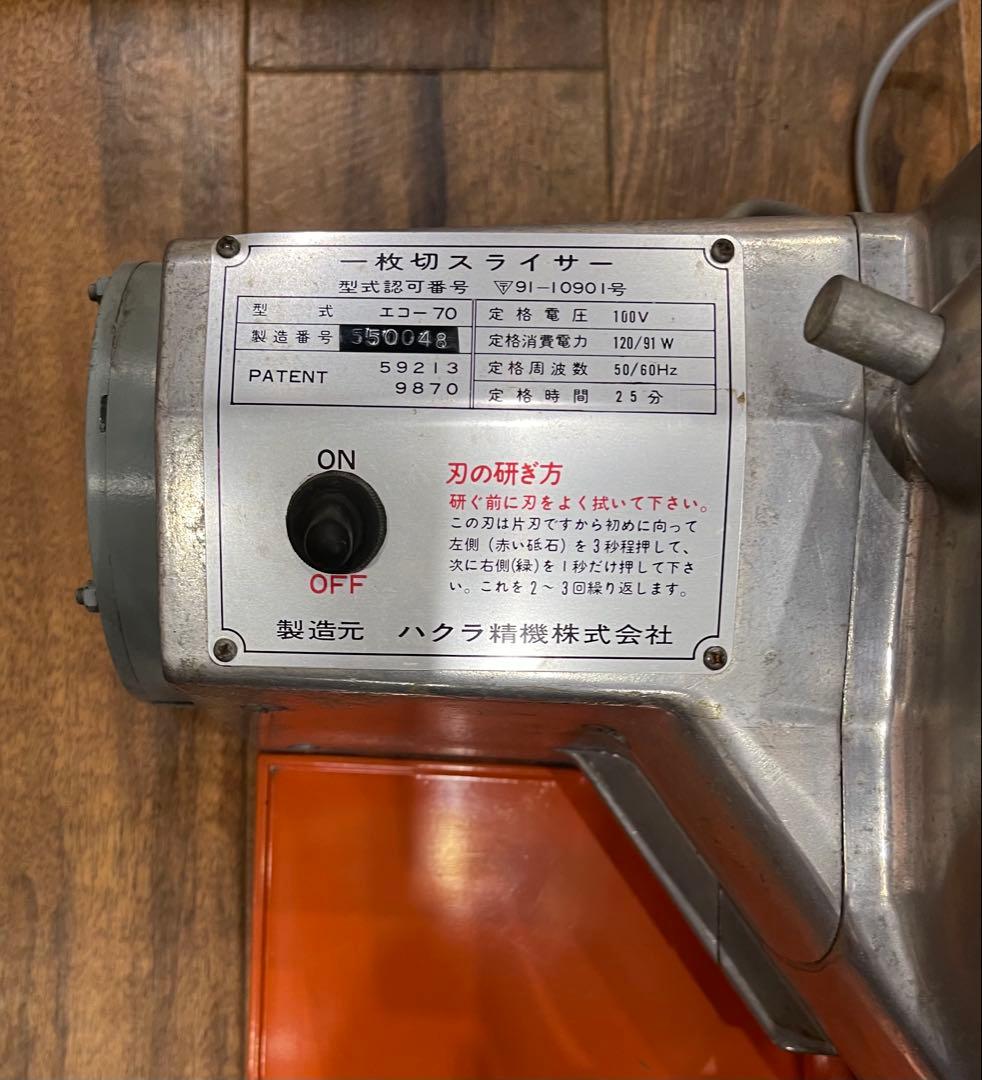 一枚切スライサー
型式認可番号 91-10901号
型式 エコー70
製造番号 550048
PATENT 59213
9870
定格電圧 100V
定格消費電力 120/91W
定格周波数 50/60Hz
定格時間 25分
ON
OFF
刃の研ぎ方
研ぐ前に刃をよく拭いて下さい。
この刃は片刃ですから初めに向って
左側(赤い砥石)を3秒程押して、
次に右側(緑)を1秒だけ押して下さ
い。これを2～3回繰り返します。
製造元 ハクラ精機株式会社